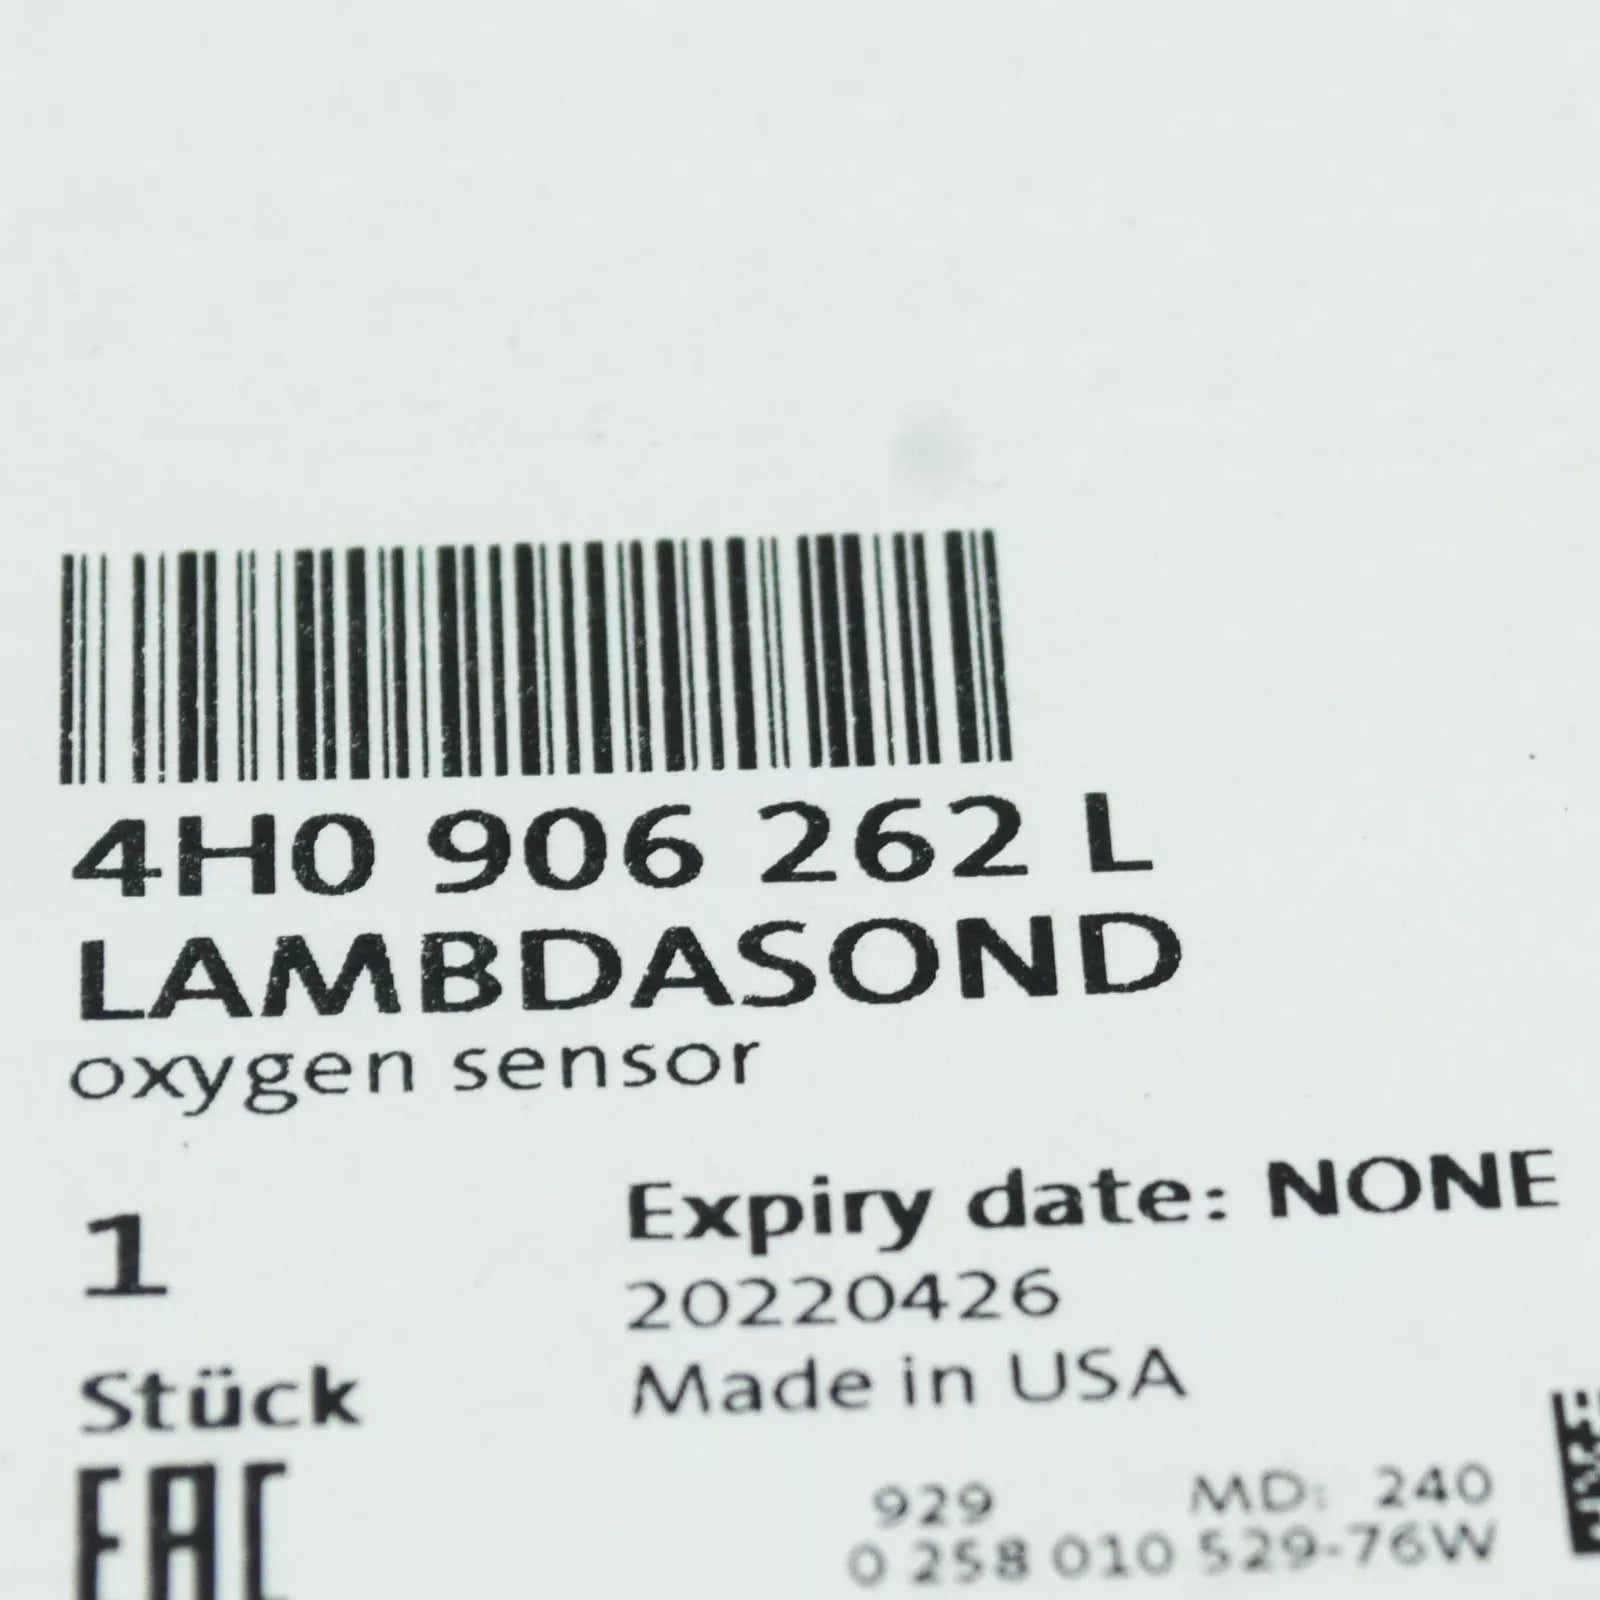 4H0 906 262 L
LAMBDASOND
oxygen sensor
1
Expiry date: NONE
20220426
Stück
Made in USA
EAC
929 MD: 240
0 258 010 529-76W